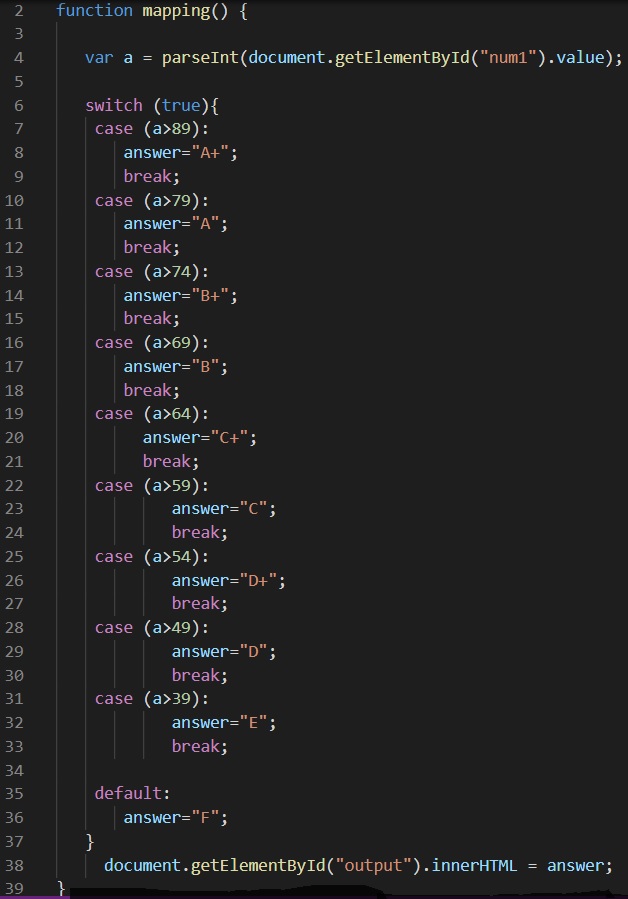 2 function mapping() {
3
4 var a = parseInt(document.getElementById("num1").value);
5
6 switch (true){
7 case (a>89):
8 answer="A+";
9 break;
10 case (a>79):
11 answer="A";
12 break;
13 case (a>74):
14 answer="B+";
15 break;
16 case (a>69):
17 answer="B";
18 break;
19 case (a>64):
20 answer="C+";
21 break;
22 case (a>59):
23 answer="C";
24 break;
25 case (a>54):
26 answer="D+";
27 break;
28 case (a>49):
29 answer="D";
30 break;
31 case (a>39):
32 answer="E";
33 break;
34
35 default:
36 answer="F";
37 }
38 document.getElementById("output").innerHTML = answer;
39 }